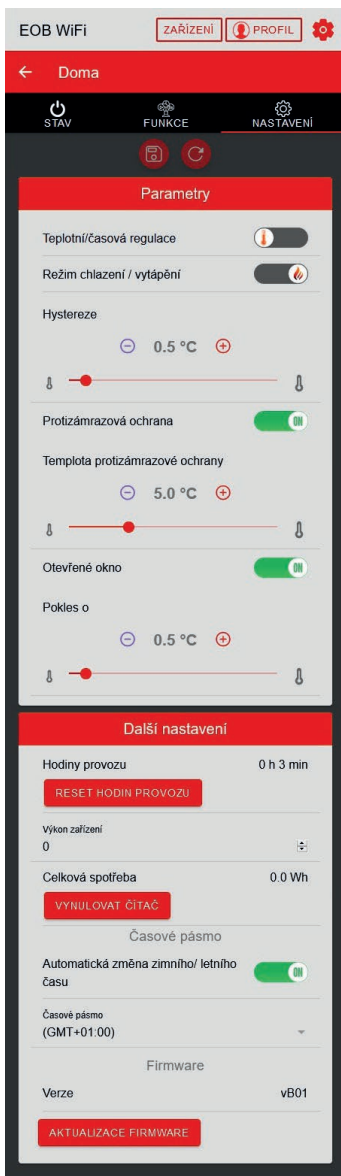 EOB WiFi
ZAŘÍZENÍ
PROFIL
Doma
STAV
FUNKCE
NASTAVENÍ
Parametry
Teplotní/časová regulace
Režim chlazení / vytápění
Hystereze
0.5 °C
Protizámrazová ochrana
ON
Templota protizámrazové ochrany
5.0 °C
Otevřené okno
ON
Pokles o
0.5 °C
Další nastavení
Hodiny provozu 0 h 3 min
RESET HODIN PROVOZU
Výkon zařízení
0
Celková spotřeba 0.0 Wh
VYNULOVAT ČÍTAČ
Časové pásmo
Automatická změna zimního/ letního
času
ON
Časové pásmo
(GMT+01:00)
Firmware
Verze vB01
AKTUALIZACE FIRMWARE